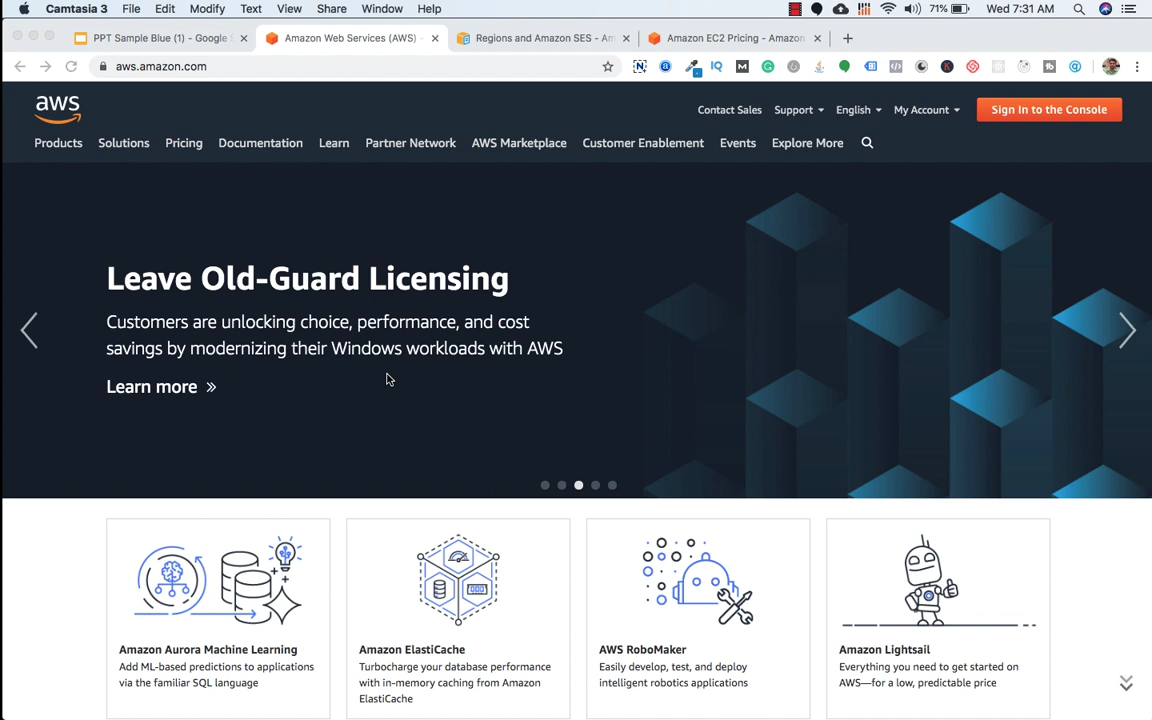 Camtasia 3 File Edit Modify Text View Share Window Help 71% Wed 7:31 AM
PPT Sample Blue (1) - Google Amazon Web Services (AWS) - Regions and Amazon SES - Am Amazon EC2 Pricing - Amazon
aws.amazon.com
aws
Contact Sales Support English My Account Sign In to the Console
Products Solutions Pricing Documentation Learn Partner Network AWS Marketplace Customer Enablement Events Explore More
Leave Old-Guard Licensing
Customers are unlocking choice, performance, and cost
savings by modernizing their Windows workloads with AWS
Learn more »
Amazon Aurora Machine Learning
Add ML-based predictions to applications
via the familiar SQL language
Amazon ElastiCache
Turbocharge your database performance
with in-memory caching from Amazon
ElastiCache
AWS RoboMaker
Easily develop, test, and deploy
intelligent robotics applications
Amazon Lightsail
Everything you need to get started on
AWS—for a low, predictable price